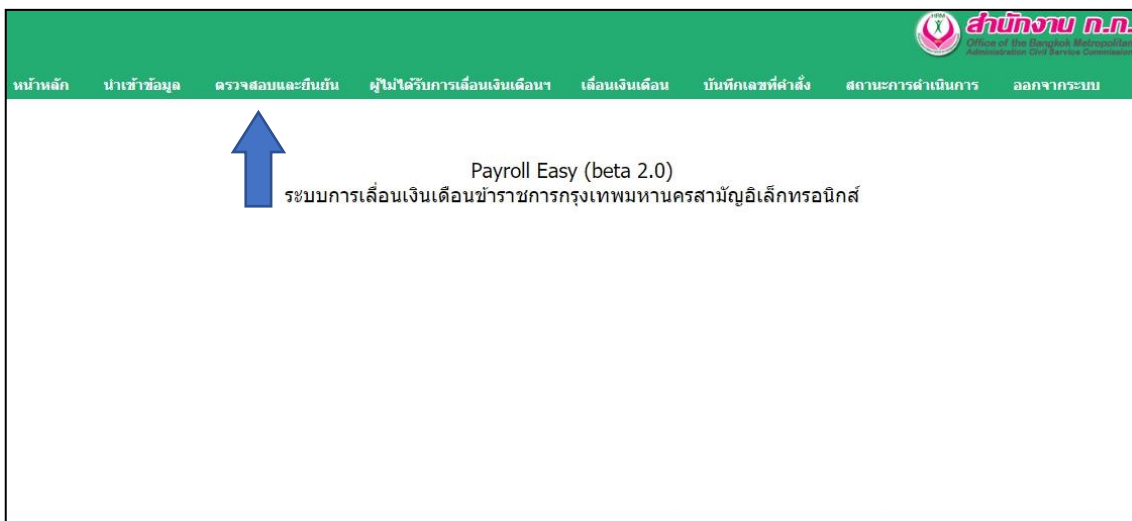 HRM
สำนักงาน ก.ก.
Office of the Bangkok Metropolitan
Administration Civil Service Commission
หน้าหลัก นำเข้าข้อมูล ตรวจสอบและยืนยัน ผู้ไม่ได้รับการเลื่อนเงินเดือนฯ เลื่อนเงินเดือน บันทึกเลขที่คำสั่ง สถานะการดำเนินการ ออกจากระบบ
Payroll Easy (beta 2.0)
ระบบการเลื่อนเงินเดือนข้าราชการกรุงเทพมหานครสามัญอิเล็กทรอนิกส์